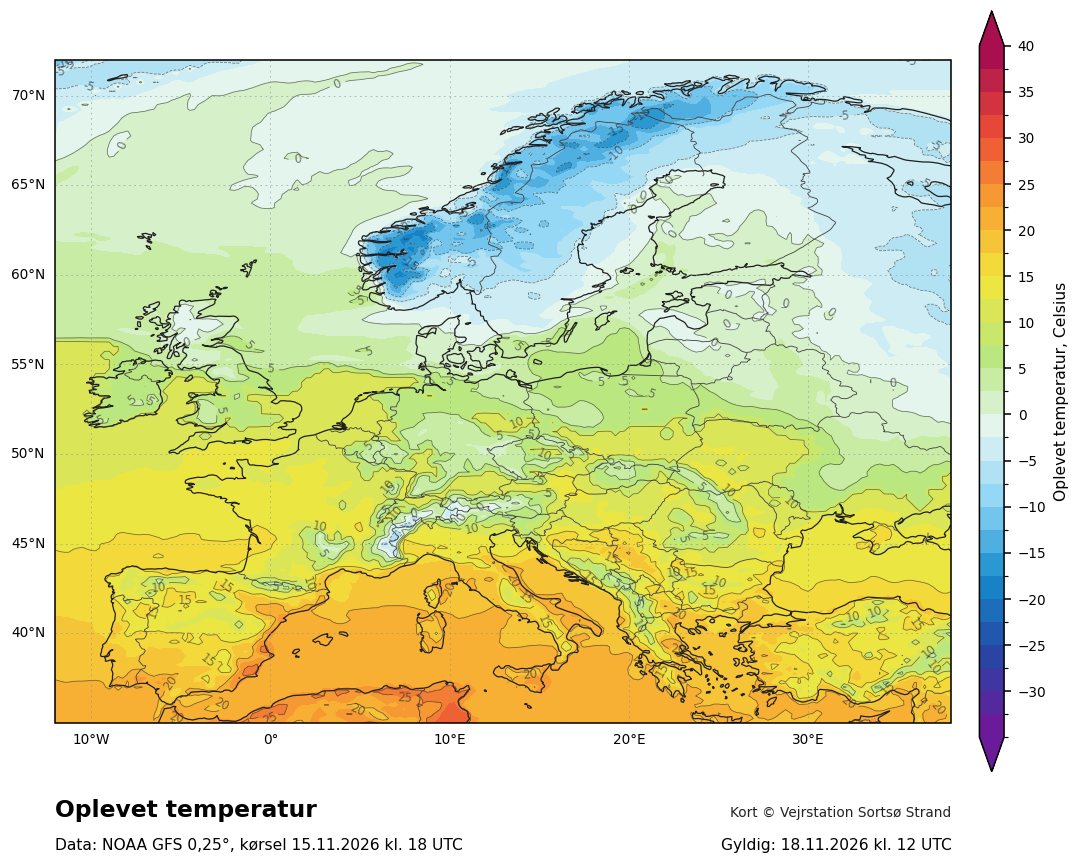 40
35
30
25
20
15
10
5
0
−5
−10
−15
−20
−25
−30
Oplevet temperatur, Celsius
70°N
65°N
60°N
55°N
50°N
45°N
40°N
10°W
0°
10°E
20°E
30°E
Oplevet temperatur
Kort © Vejrstation Sortsø Strand
Data: NOAA GFS 0,25°, kørsel 15.11.2026 kl. 18 UTC
Gyldig: 18.11.2026 kl. 12 UTC